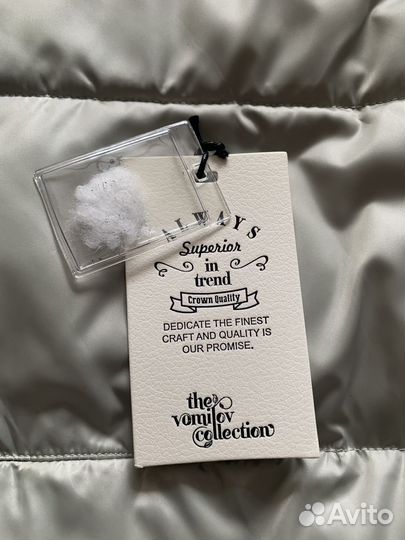 ALWAYS
Superior
in
trend
Crown Quality
DEDICATE THE FINEST
CRAFT AND QUALITY IS
OUR PROMISE.
the
vomilov
collection
Avito